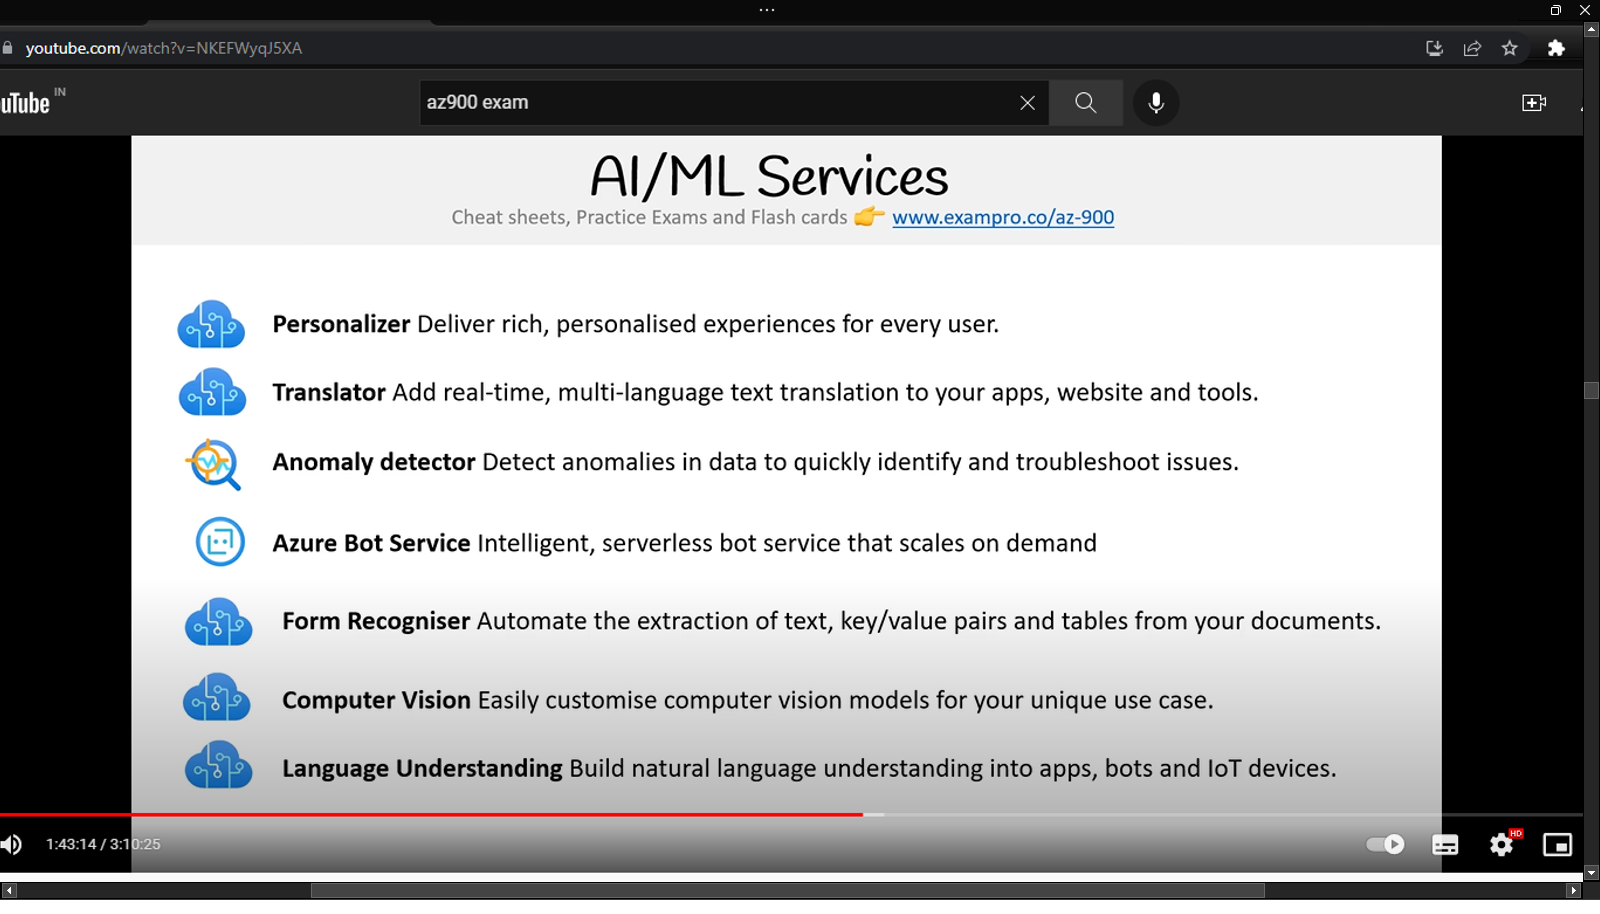 ...
youtube.com/watch?v=NKEFWyqJ5XA
uTube IN
az900 exam
AI/ML Services
Cheat sheets, Practice Exams and Flash cards 👉 www.exampro.co/az-900
Personalizer Deliver rich, personalised experiences for every user.
Translator Add real-time, multi-language text translation to your apps, website and tools.
Anomaly detector Detect anomalies in data to quickly identify and troubleshoot issues.
Azure Bot Service Intelligent, serverless bot service that scales on demand
Form Recogniser Automate the extraction of text, key/value pairs and tables from your documents.
Computer Vision Easily customise computer vision models for your unique use case.
Language Understanding Build natural language understanding into apps, bots and IoT devices.
1:43:14 / 3:10:25
HD